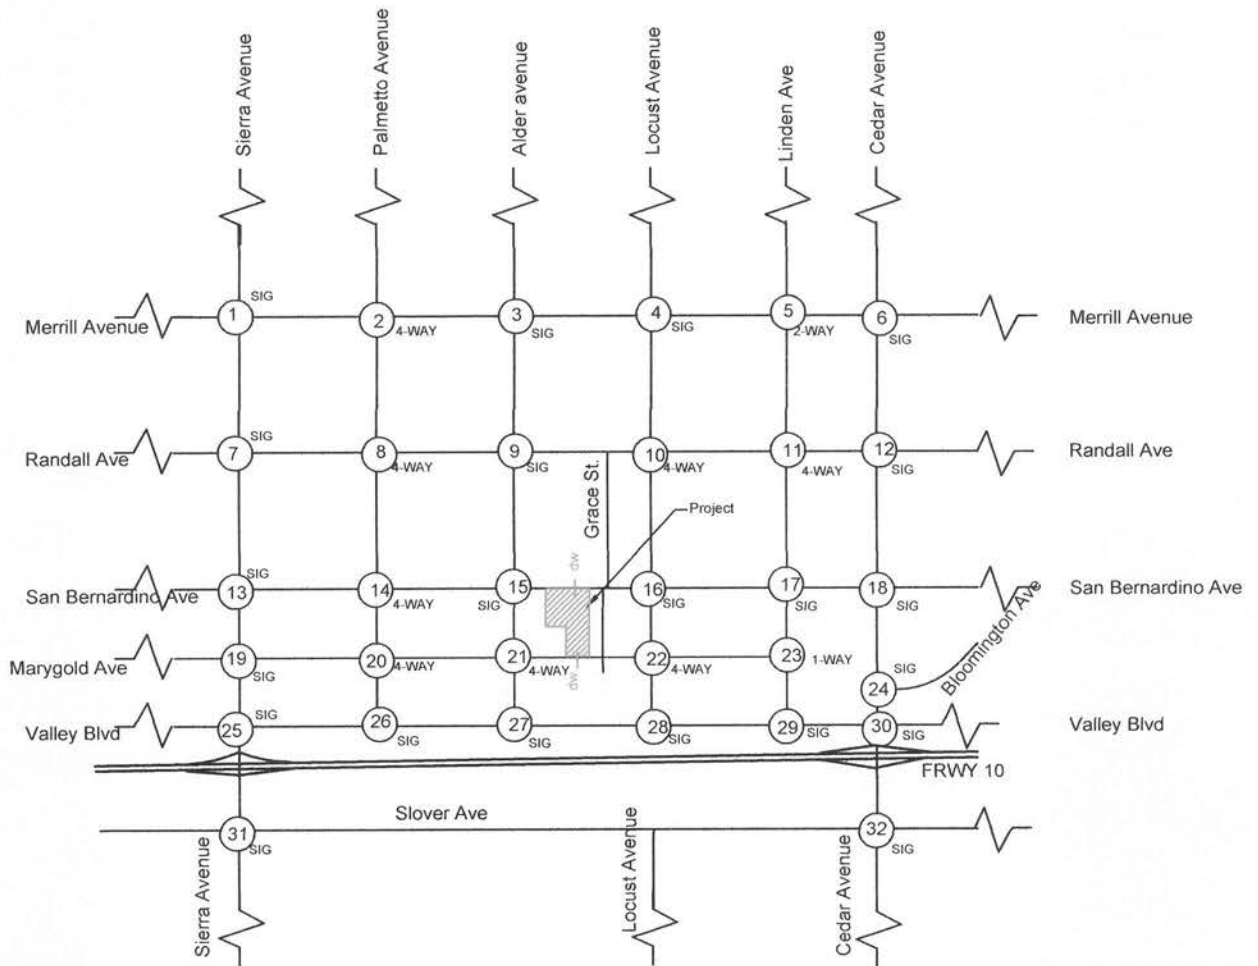 Sierra Avenue
Palmetto Avenue
Alder avenue
Locust Avenue
Linden Ave
Cedar Avenue
Merrill Avenue
1
SIG
2
4-WAY
3
SIG
4
SIG
5
2-WAY
6
SIG
Merrill Avenue
Randall Ave
7
SIG
8
4-WAY
9
SIG
10
4-WAY
11
4-WAY
12
SIG
Randall Ave
Grace St.
Project
dw
San Bernardino Ave
13
SIG
14
4-WAY
15
SIG
16
SIG
17
SIG
18
SIG
San Bernardino Ave
Marygold Ave
19
SIG
20
4-WAY
21
4-WAY
dw
22
4-WAY
23
1-WAY
24
SIG
Bloomington Ave
Valley Blvd
25
SIG
26
SIG
27
SIG
28
SIG
29
SIG
30
SIG
Valley Blvd
FRWY 10
Slover Ave
31
SIG
32
SIG
Sierra Avenue
Locust Avenue
Cedar Avenue